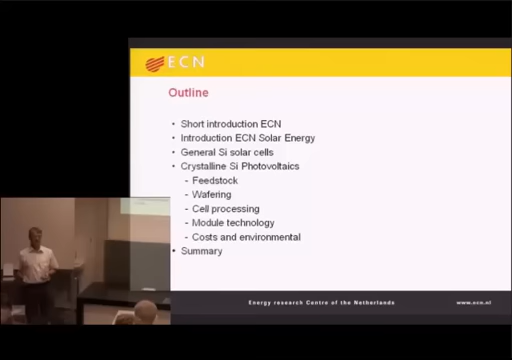 ECN
Outline
• Short introduction ECN
• Introduction ECN Solar Energy
• General Si solar cells
• Crystalline Si Photovoltaics
- Feedstock
- Wafering
- Cell processing
- Module technology
- Costs and environmental
• Summary
Energy research Centre of the Netherlands www.ecn.nl